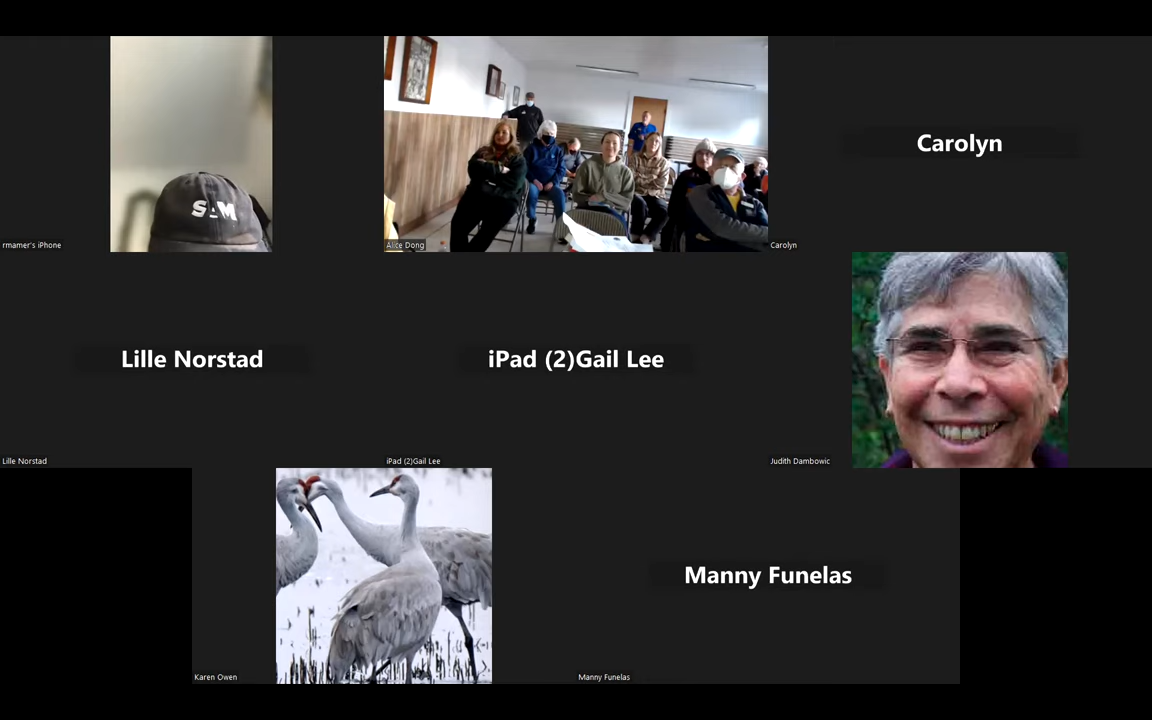 SAM
rmamer's iPhone
Alice Dong
Carolyn
Carolyn
Lille Norstad
Lille Norstad
iPad (2)Gail Lee
iPad (2)Gail Lee
Judith Dambowic
Karen Owen
Manny Funelas
Manny Funelas